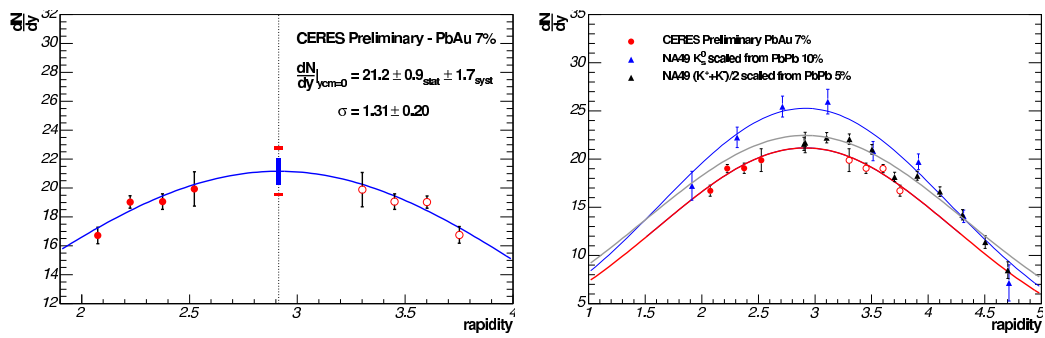 dN
dy
32
30
28
26
24
22
20
18
16
14
12
CERES Preliminary - PbAu 7%
dN/dy|ycm=0 = 21.2 ± 0.9stat ± 1.7syst
σ = 1.31 ± 0.20
2 2.5 3 3.5 4
rapidity
dN
dy
35
30
25
20
15
10
5
CERES Preliminary PbAu 7%
NA49 K0s scaled from PbPb 10%
NA49 (K++K-)/2 scaled from PbPb 5%
1 1.5 2 2.5 3 3.5 4 4.5 5
rapidity